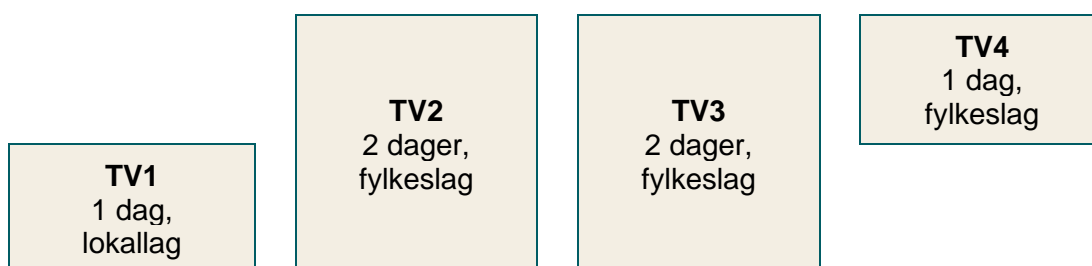 TV1
1 dag,
lokallag
TV2
2 dager,
fylkeslag
TV3
2 dager,
fylkeslag
TV4
1 dag,
fylkeslag